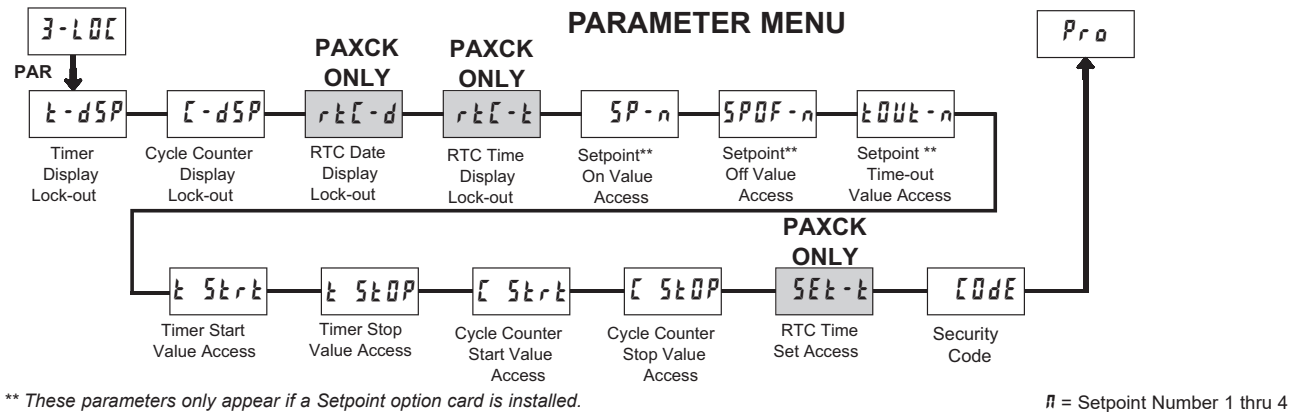 PARAMETER MENU
3-LOC
Pro
PAR
PAXCK
ONLY
PAXCK
ONLY
t-dSP
C-dSP
rtC-d
rtC-t
SP-n
SPOF-n
tOUt-n
Timer
Display
Lock-out
Cycle Counter
Display
Lock-out
RTC Date
Display
Lock-out
RTC Time
Display
Lock-out
Setpoint**
On Value
Access
Setpoint**
Off Value
Access
Setpoint **
Time-out
Value Access
PAXCK
ONLY
t Strt
t StOP
C Strt
C StOP
SEt-t
COdE
Timer Start
Value Access
Timer Stop
Value Access
Cycle Counter
Start Value
Access
Cycle Counter
Stop Value
Access
RTC Time
Set Access
Security
Code
** These parameters only appear if a Setpoint option card is installed.
n = Setpoint Number 1 thru 4